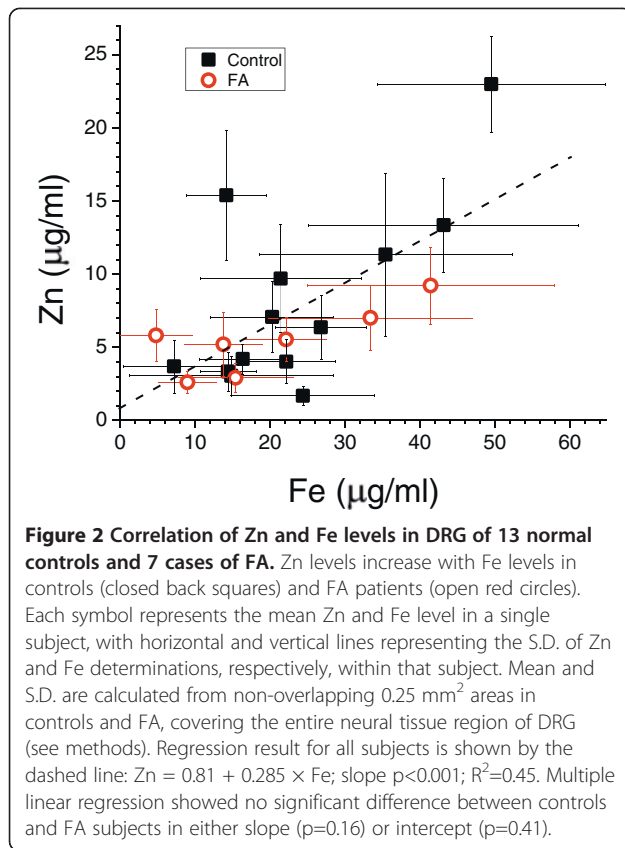 25
20
15
10
5
0
Zn (µg/ml)
Control
FA
0 10 20 30 40 50 60
Fe (µg/ml)
Figure 2 Correlation of Zn and Fe levels in DRG of 13 normal
controls and 7 cases of FA. Zn levels increase with Fe levels in
controls (closed back squares) and FA patients (open red circles).
Each symbol represents the mean Zn and Fe level in a single
subject, with horizontal and vertical lines representing the S.D. of Zn
and Fe determinations, respectively, within that subject. Mean and
S.D. are calculated from non-overlapping 0.25 mm² areas in
controls and FA, covering the entire neural tissue region of DRG
(see methods). Regression result for all subjects is shown by the
dashed line: Zn = 0.81 + 0.285 × Fe; slope p<0.001; R²=0.45. Multiple
linear regression showed no significant difference between controls
and FA subjects in either slope (p=0.16) or intercept (p=0.41).